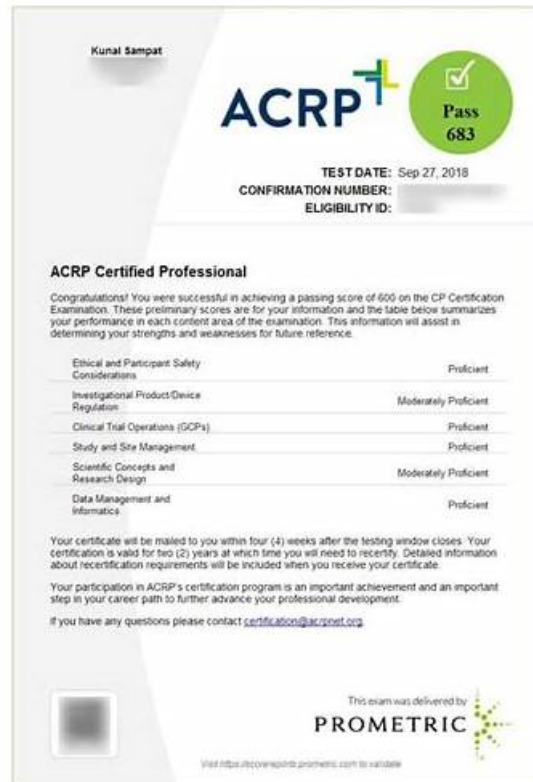 Kunal Sampat
ACRP
Pass
683
TEST DATE: Sep 27, 2018
CONFIRMATION NUMBER:
ELIGIBILITY ID:
ACRP Certified Professional
Congratulations! You were successful in achieving a passing score of 600 on the CP Certification
Examination. These preliminary scores are for your information and the table below summarizes
your performance in each content area of the examination. This information will assist in
determining your strengths and weaknesses for future reference.
Ethical and Participant Safety
Considerations
Proficient
Investigational Product/Device
Regulation
Moderately Proficient
Clinical Trial Operations (GCPs)
Proficient
Study and Site Management
Proficient
Scientific Concepts and
Research Design
Moderately Proficient
Data Management and
Informatics
Proficient
Your certificate will be mailed to you within four (4) weeks after the testing window closes. Your
certification is valid for two (2) years at which time you will need to recertify. Detailed information
about recertification requirements will be included when you receive your certificate.
Your participation in ACRP's certification program is an important achievement and an important
step in your career path to further advance your professional development.
If you have any questions please contact certification@acrpnet.org.
This exam was delivered by
PROMETRIC
Visit https://scorereports.prometric.com to validate